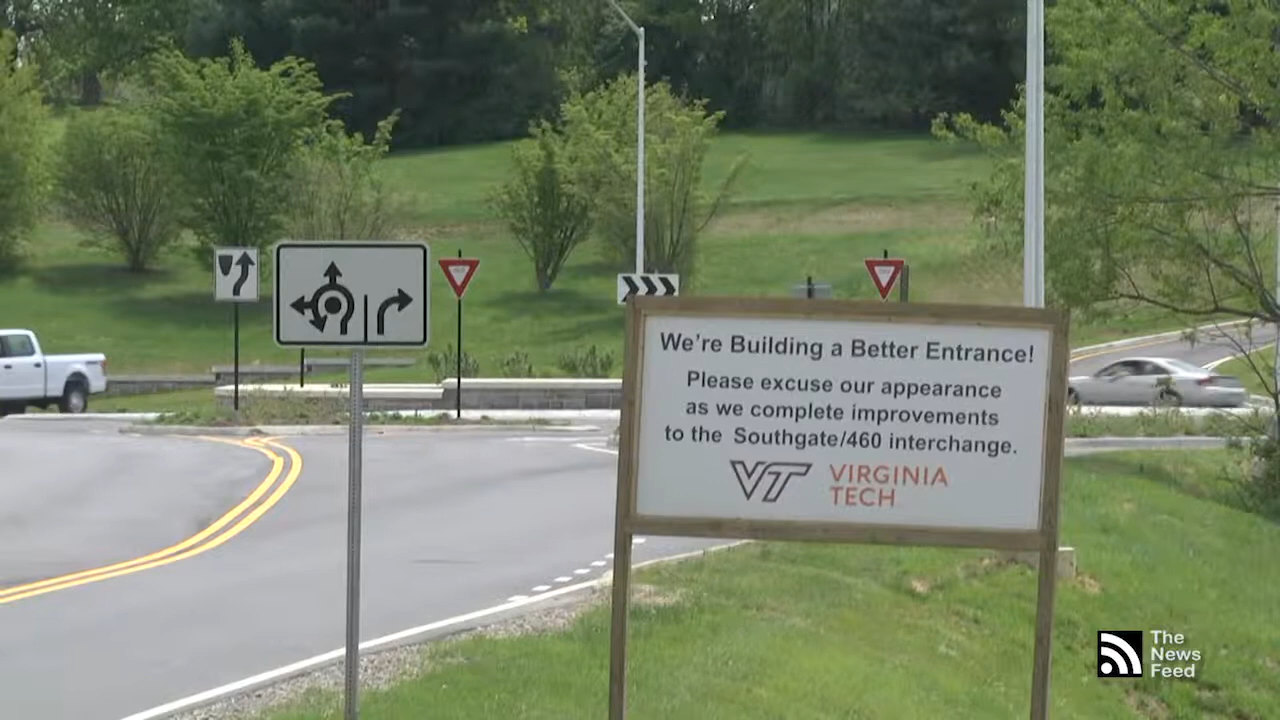 We're Building a Better Entrance!
Please excuse our appearance
as we complete improvements
to the Southgate/460 interchange.
VT VIRGINIA
TECH
The
News
Feed